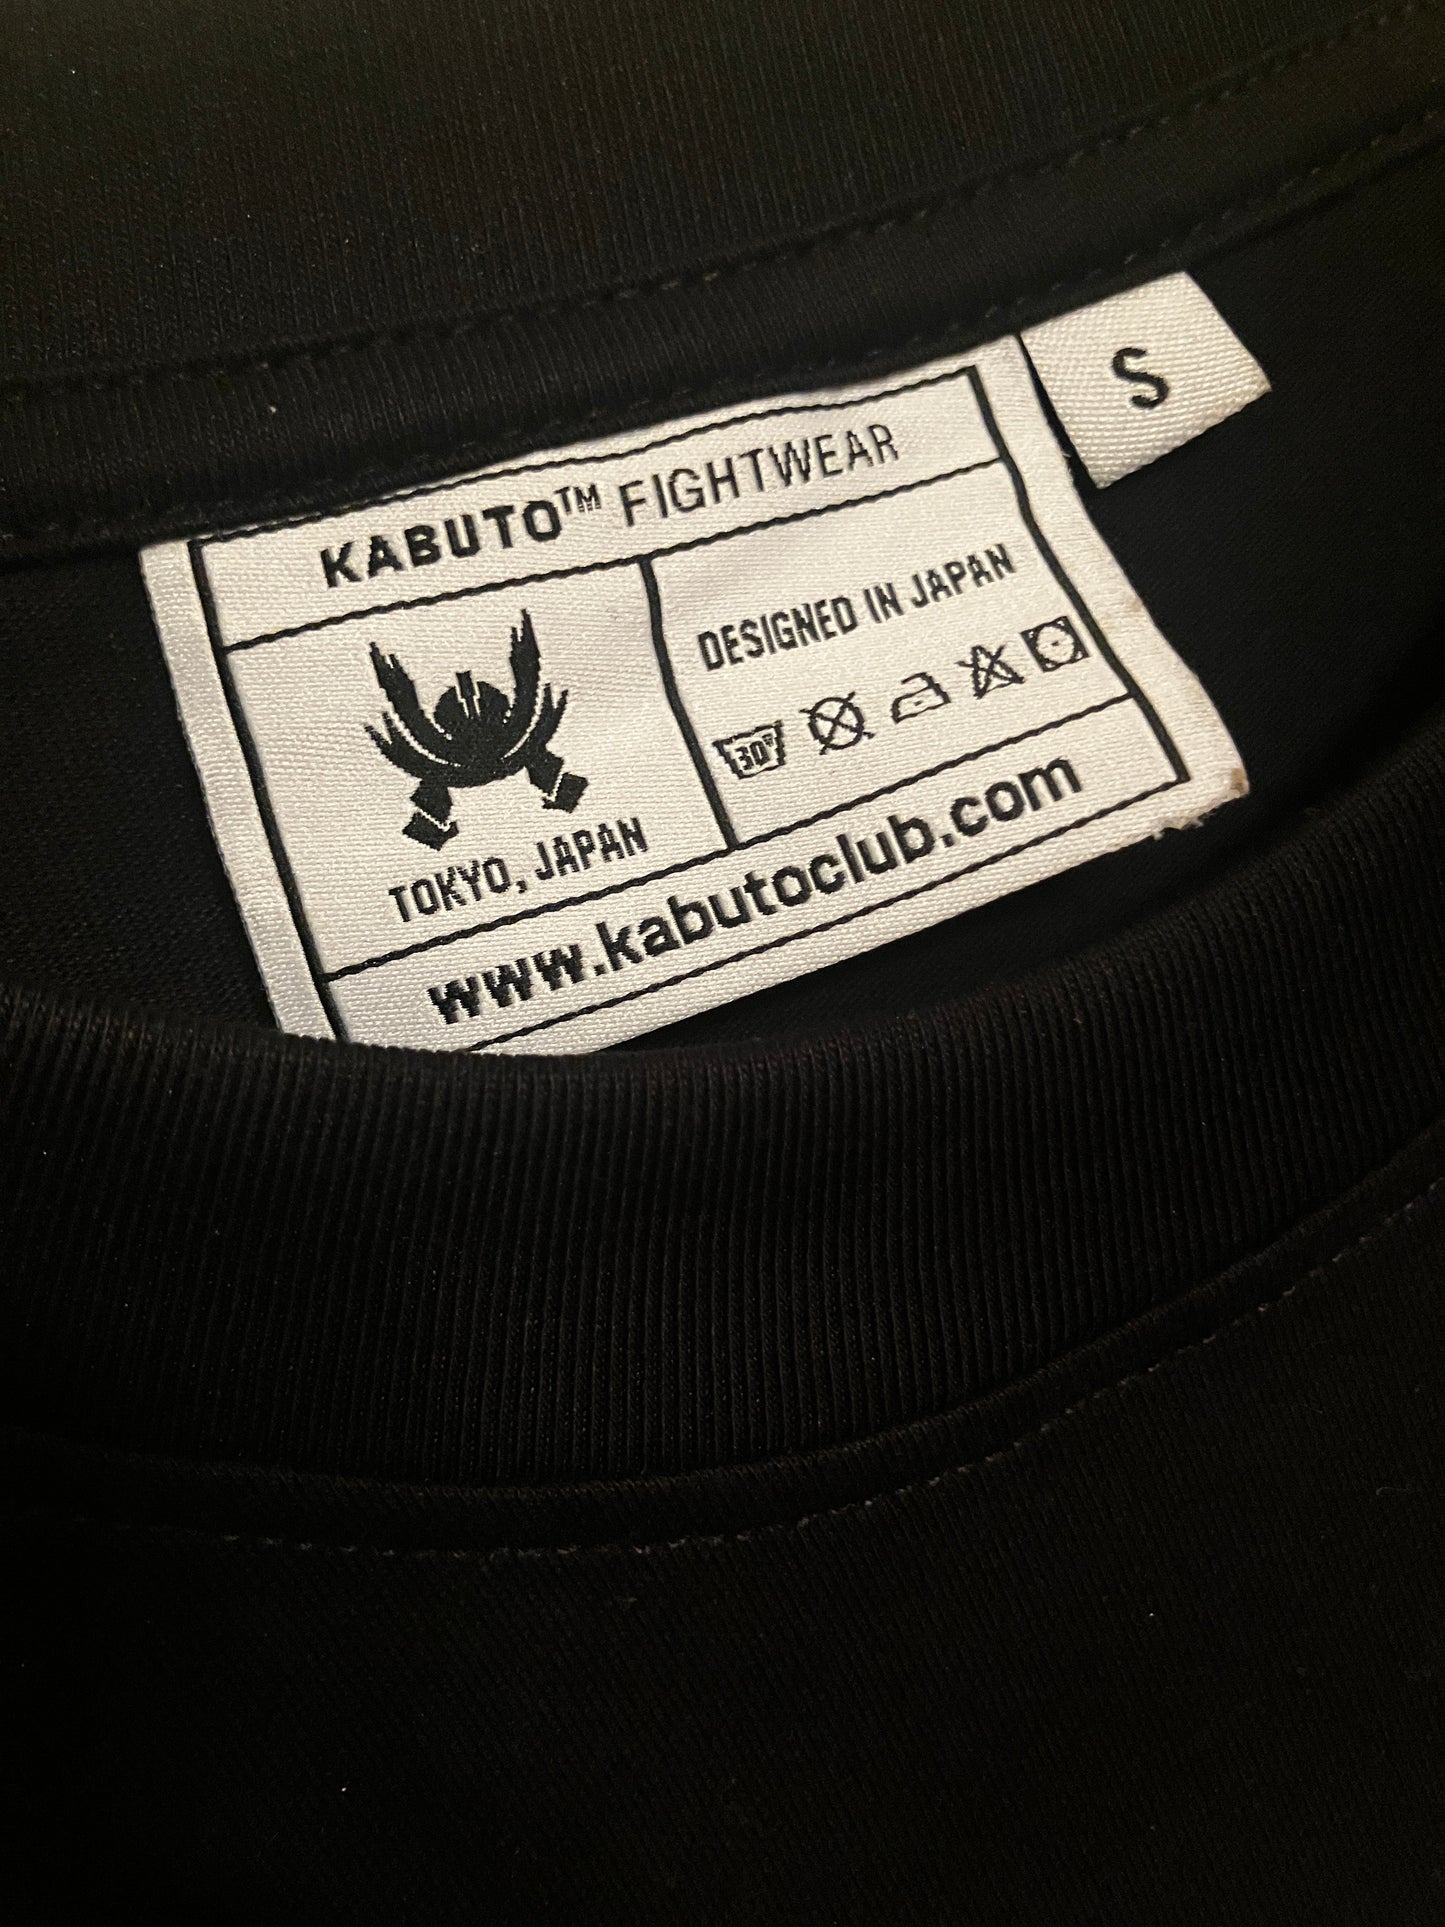 KABUTO™ FIGHTWEAR
S
TOKYO, JAPAN
DESIGNED IN JAPAN
30°
www.kabutoclub.com